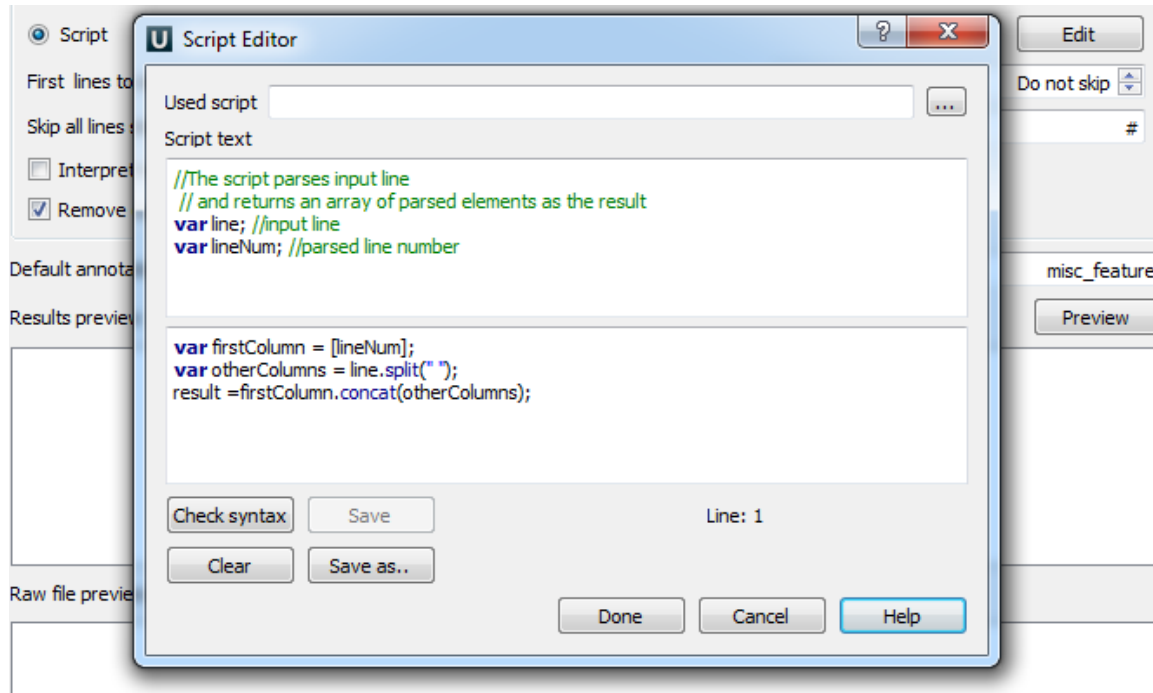 Script
Script Editor
?
X
Edit
First lines to
Do not skip
Used script
...
Skip all lines
#
Script text
Interpret
Remove
//The script parses input line
// and returns an array of parsed elements as the result
var line; //input line
var lineNum; //parsed line number
Default annota
misc_feature
Results preview
Preview
var firstColumn = [lineNum];
var otherColumns = line.split(" ");
result =firstColumn.concat(otherColumns);
Check syntax
Save
Line: 1
Clear
Save as..
Raw file previe
Done
Cancel
Help